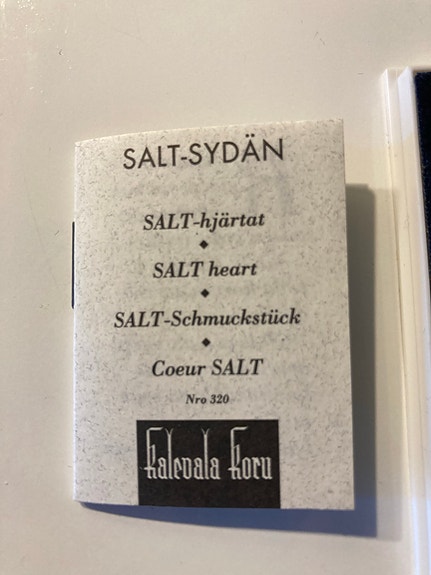 SALT-SYDÄN
SALT-hjärtat
SALT heart
SALT-Schmuckstück
Coeur SALT
Nro 320
kalevala koru